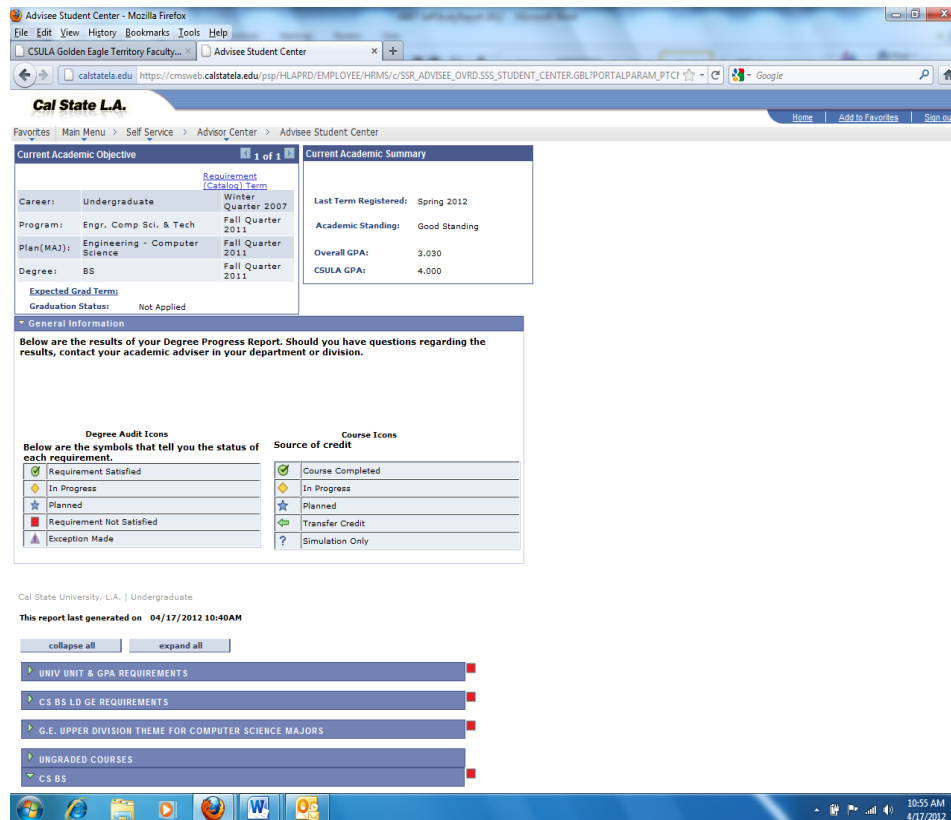 Advisee Student Center - Mozilla Firefox
File Edit View History Bookmarks Tools Help
CSULA Golden Eagle Territory Faculty... × Advisee Student Center × +
calstatela.edu https://cmsweb.calstatela.edu/psp/HLAPRD/EMPLOYEE/HRMS/c/SSR_ADVISEE_OVRD.SSS_STUDENT_CENTER.GBL?PORTALPARAM_PTCI Google
Cal State L.A.
Home | Add to Favorites | Sign ou
Favorites Main Menu > Self Service > Advisor Center > Advisee Student Center
Current Academic Objective 1 of 1
Requirement
(Catalog) Term
Career: Undergraduate Winter
Quarter 2007
Program: Engr, Comp Sci, & Tech Fall Quarter
2011
Plan(MAJ): Engineering - Computer
Science Fall Quarter
2011
Degree: BS Fall Quarter
2011
Expected Grad Term:
Graduation Status: Not Applied
Current Academic Summary
Last Term Registered: Spring 2012
Academic Standing: Good Standing
Overall GPA: 3.030
CSULA GPA: 4.000
General Information
Below are the results of your Degree Progress Report. Should you have questions regarding the
results, contact your academic adviser in your department or division.
Degree Audit Icons
Below are the symbols that tell you the status of
each requirement.
Requirement Satisfied
In Progress
Planned
Requirement Not Satisfied
Exception Made
Course Icons
Source of credit
Course Completed
In Progress
Planned
Transfer Credit
? Simulation Only
Cal State University, L.A. | Undergraduate
This report last generated on 04/17/2012 10:40AM
collapse all expand all
UNIV UNIT & GPA REQUIREMENTS
CS BS LD GE REQUIREMENTS
G.E. UPPER DIVISION THEME FOR COMPUTER SCIENCE MAJORS
UNGRADED COURSES
CS BS
10:55 AM
4/17/2012